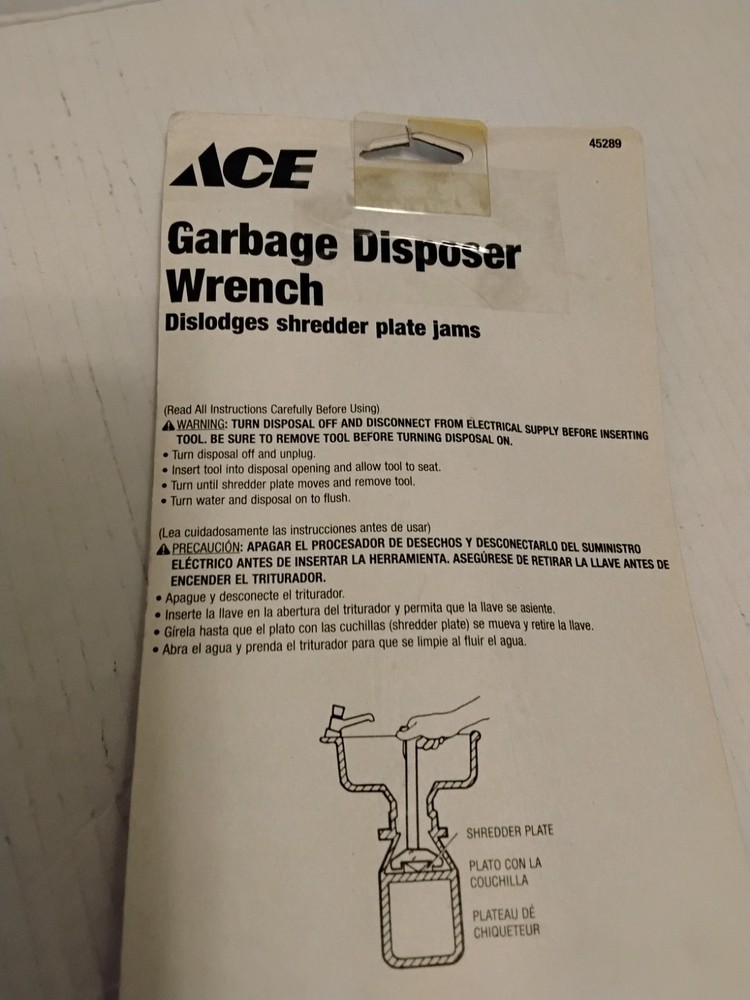 ACE
45289
Garbage Disposer
Wrench
Dislodges shredder plate jams
(Read All Instructions Carefully Before Using)
⚠ WARNING: TURN DISPOSAL OFF AND DISCONNECT FROM ELECTRICAL SUPPLY BEFORE INSERTING
TOOL. BE SURE TO REMOVE TOOL BEFORE TURNING DISPOSAL ON.
• Turn disposal off and unplug.
• Insert tool into disposal opening and allow tool to seat.
• Turn until shredder plate moves and remove tool.
• Turn water and disposal on to flush.
(Lea cuidadosamente las instrucciones antes de usar)
⚠ PRECAUCIÓN: APAGAR EL PROCESADOR DE DESECHOS Y DESCONECTARLO DEL SUMINISTRO
ELÉCTRICO ANTES DE INSERTAR LA HERRAMIENTA. ASEGÚRESE DE RETIRAR LA LLAVE ANTES DE
ENCENDER EL TRITURADOR.
• Apague y desconecte el triturador.
• Inserte la llave en la abertura del triturador y permita que la llave se asiente.
• Gírela hasta que el plato con las cuchillas (shredder plate) se mueva y retire la llave.
• Abra el agua y prenda el triturador para que se limpie al fluir el agua.
SHREDDER PLATE
PLATO CON LA
COUCHILLA
PLATEAU DÉ
CHIQUETEUR